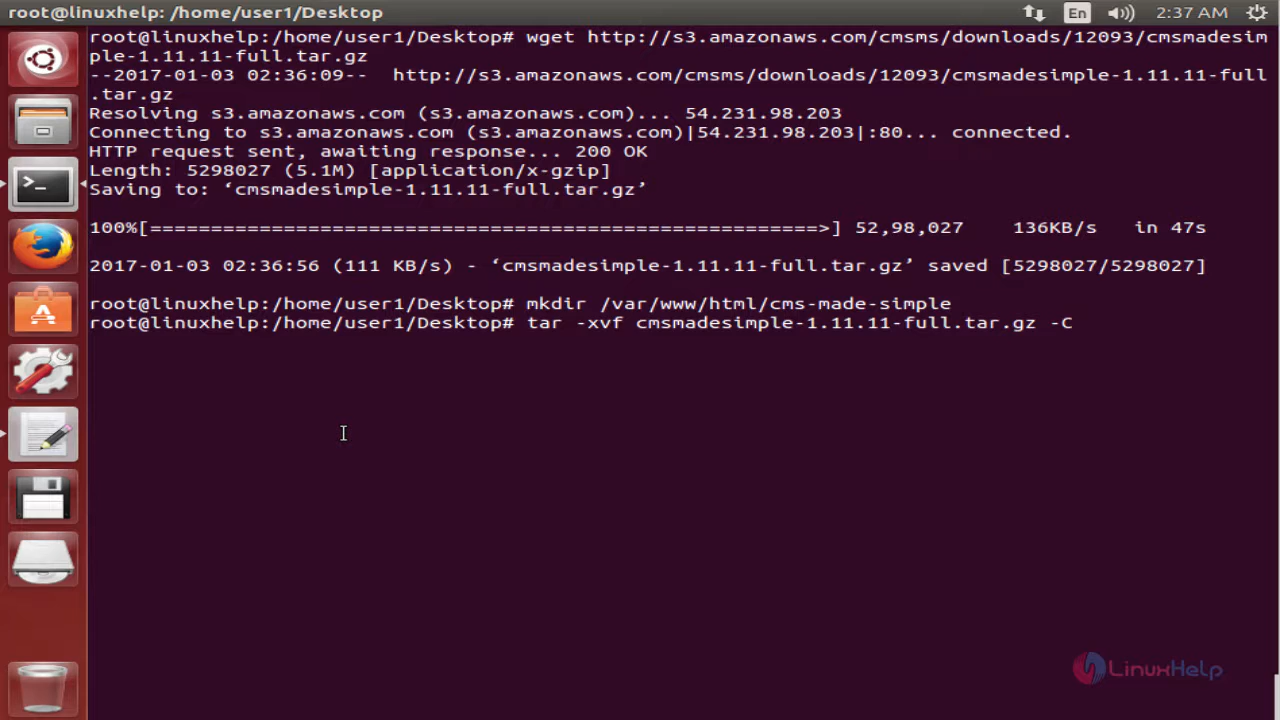 root@linuxhelp: /home/user1/Desktop
En
2:37 AM
root@linuxhelp:/home/user1/Desktop# wget http://s3.amazonaws.com/cmsms/downloads/12093/cmsmadesim
ple-1.11.11-full.tar.gz
--2017-01-03 02:36:09--  http://s3.amazonaws.com/cmsms/downloads/12093/cmsmadesimple-1.11.11-full
.tar.gz
Resolving s3.amazonaws.com (s3.amazonaws.com)... 54.231.98.203
Connecting to s3.amazonaws.com (s3.amazonaws.com)|54.231.98.203|:80... connected.
HTTP request sent, awaiting response... 200 OK
Length: 5298027 (5.1M) [application/x-gzip]
Saving to: ‘cmsmadesimple-1.11.11-full.tar.gz’
100%[=======================================================>] 52,98,027    136KB/s   in 47s
2017-01-03 02:36:56 (111 KB/s) - ‘cmsmadesimple-1.11.11-full.tar.gz’ saved [5298027/5298027]
root@linuxhelp:/home/user1/Desktop# mkdir /var/www/html/cms-made-simple
root@linuxhelp:/home/user1/Desktop# tar -xvf cmsmadesimple-1.11.11-full.tar.gz -C
LinuxHelp